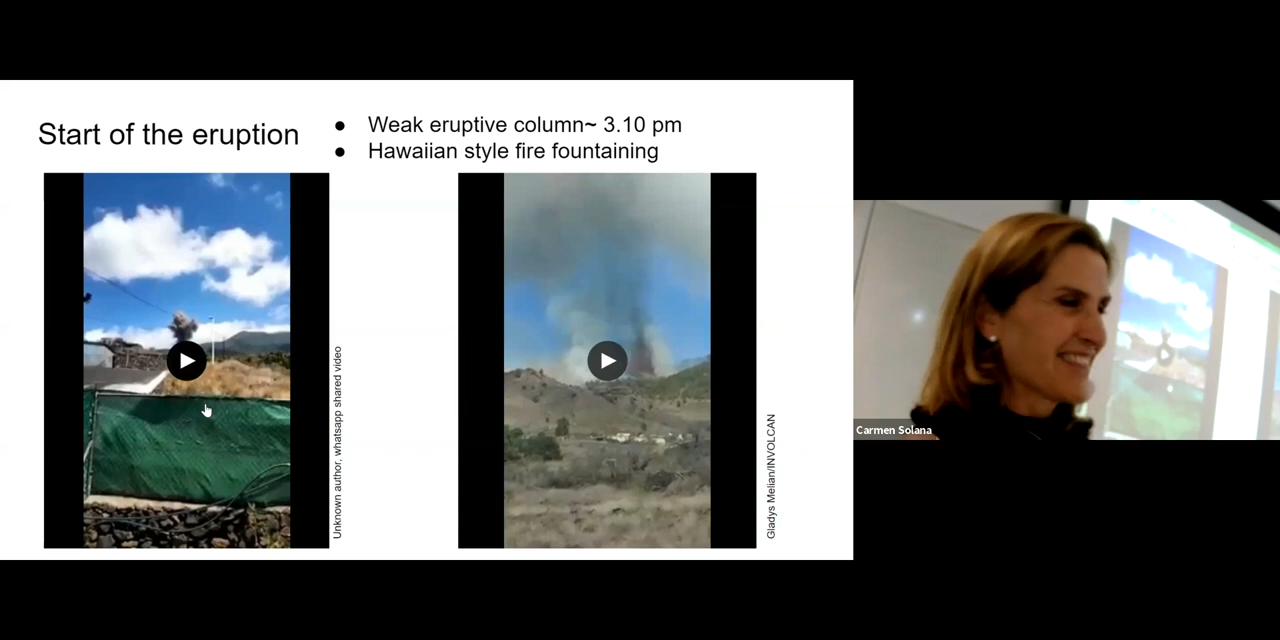 Start of the eruption
● Weak eruptive column~ 3.10 pm
● Hawaiian style fire fountaining
Unknown author, whatsapp shared video
Gladys Melian/INVOLCAN
Carmen Solana